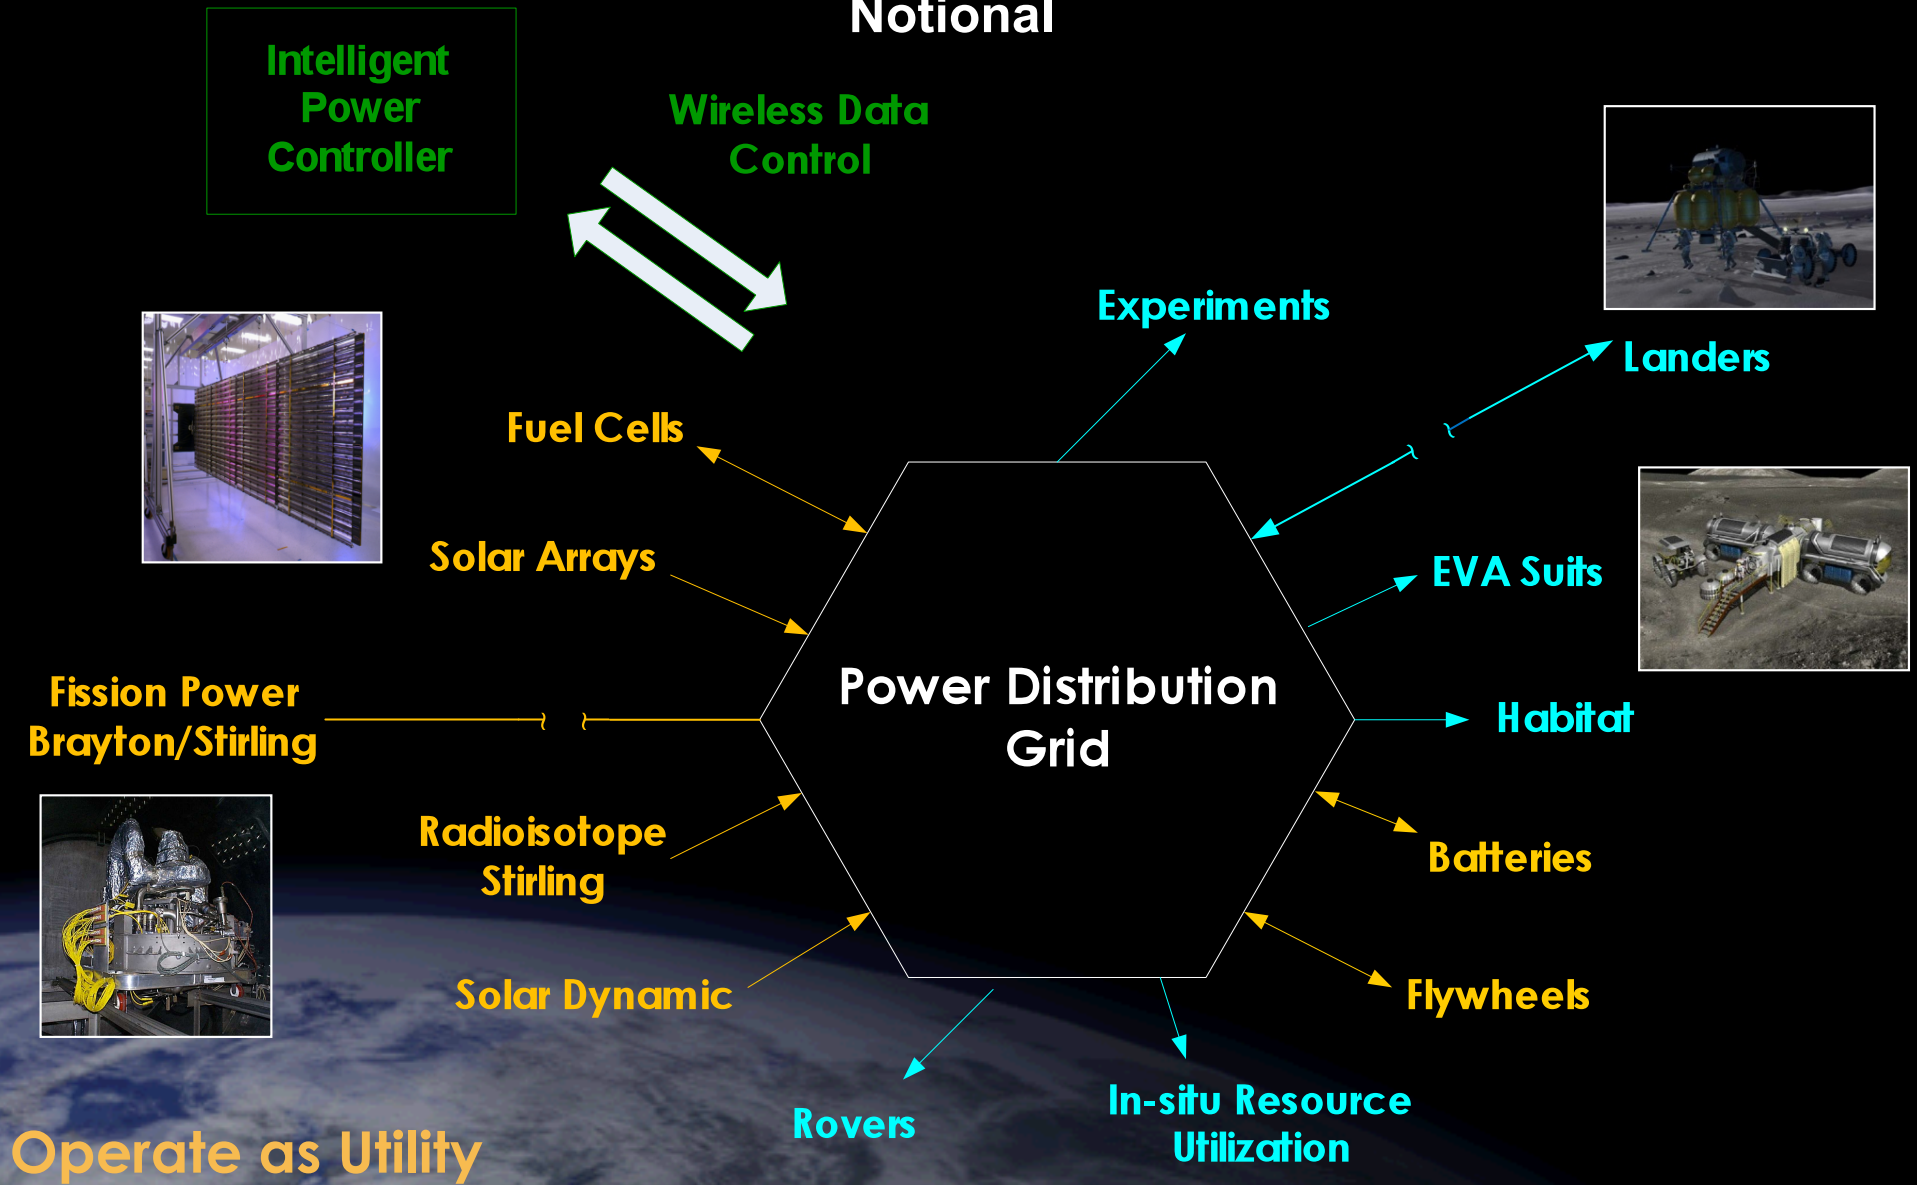 Notional
Intelligent
Power
Controller
Wireless Data
Control
Experiments
Landers
Fuel Cells
Solar Arrays
EVA Suits
Fission Power
Brayton/Stirling
Power Distribution
Grid
Habitat
Radioisotope
Stirling
Batteries
Solar Dynamic
Flywheels
Rovers
In-situ Resource
Utilization
Operate as Utility